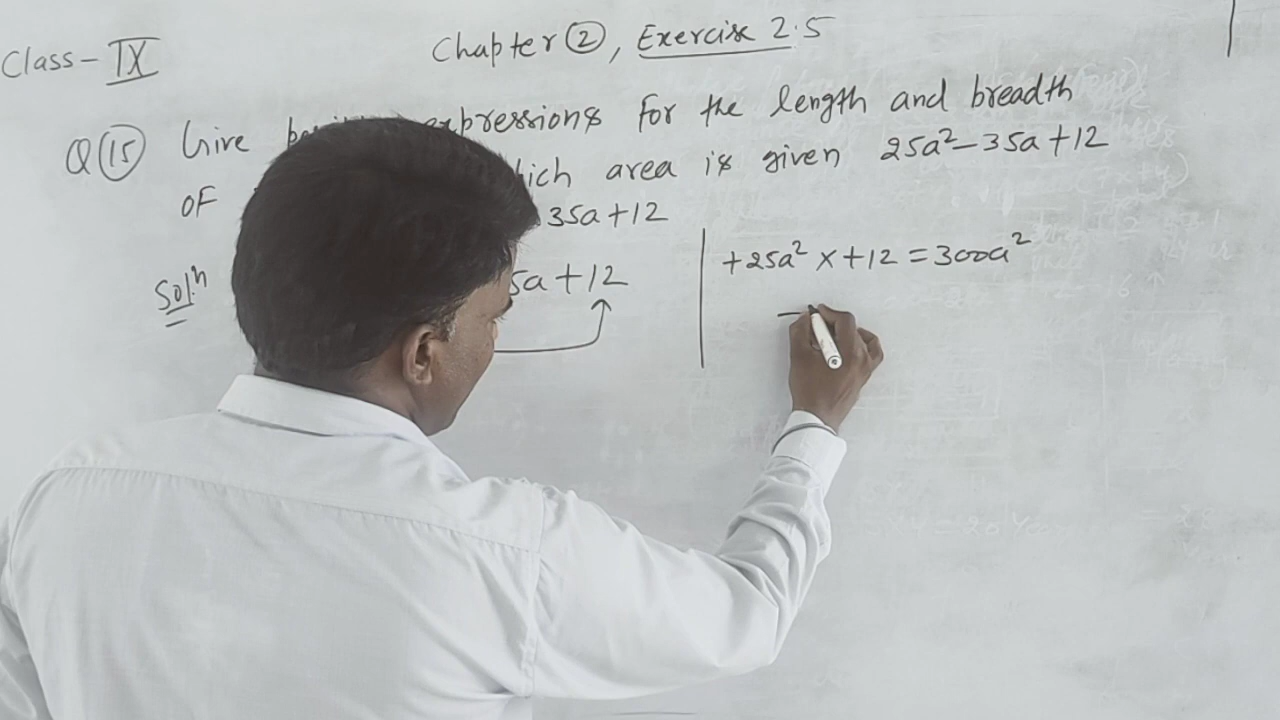 Class - IX
Chapter ②, Exercise 2.5
Q ⑮ Give expressions for the length and breadth
of which area is given 25a² - 35a + 12
35a + 12
Solⁿ 5a + 12
+25a² × +12 = 300a²
-